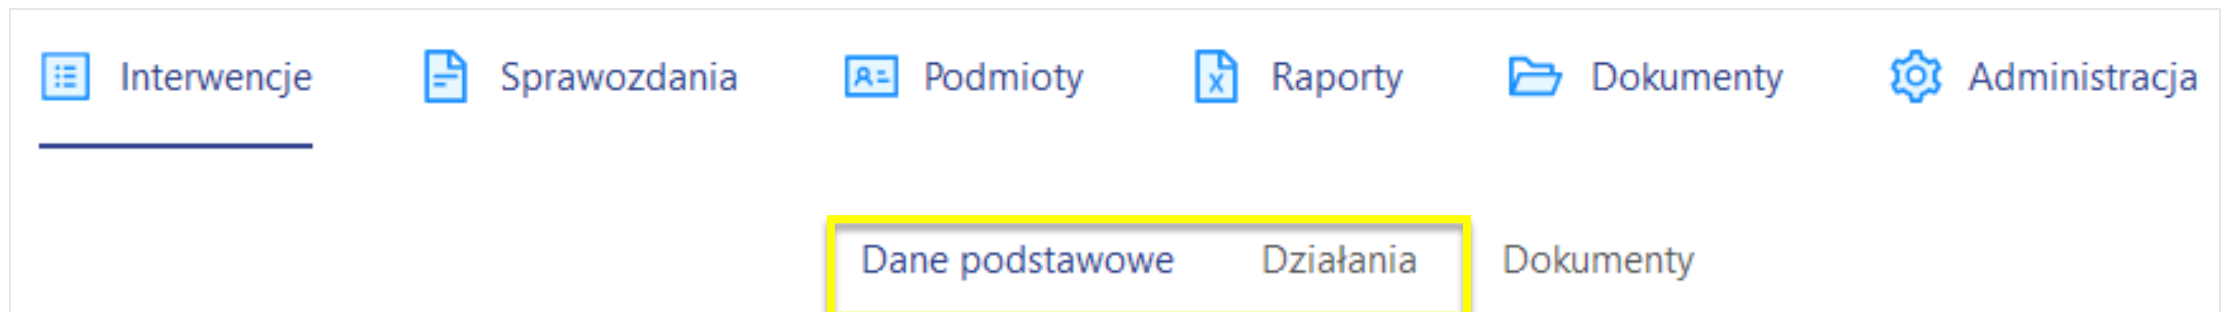 Interwencje Sprawozdania Podmioty Raporty Dokumenty Administracja
Dane podstawowe Działania Dokumenty